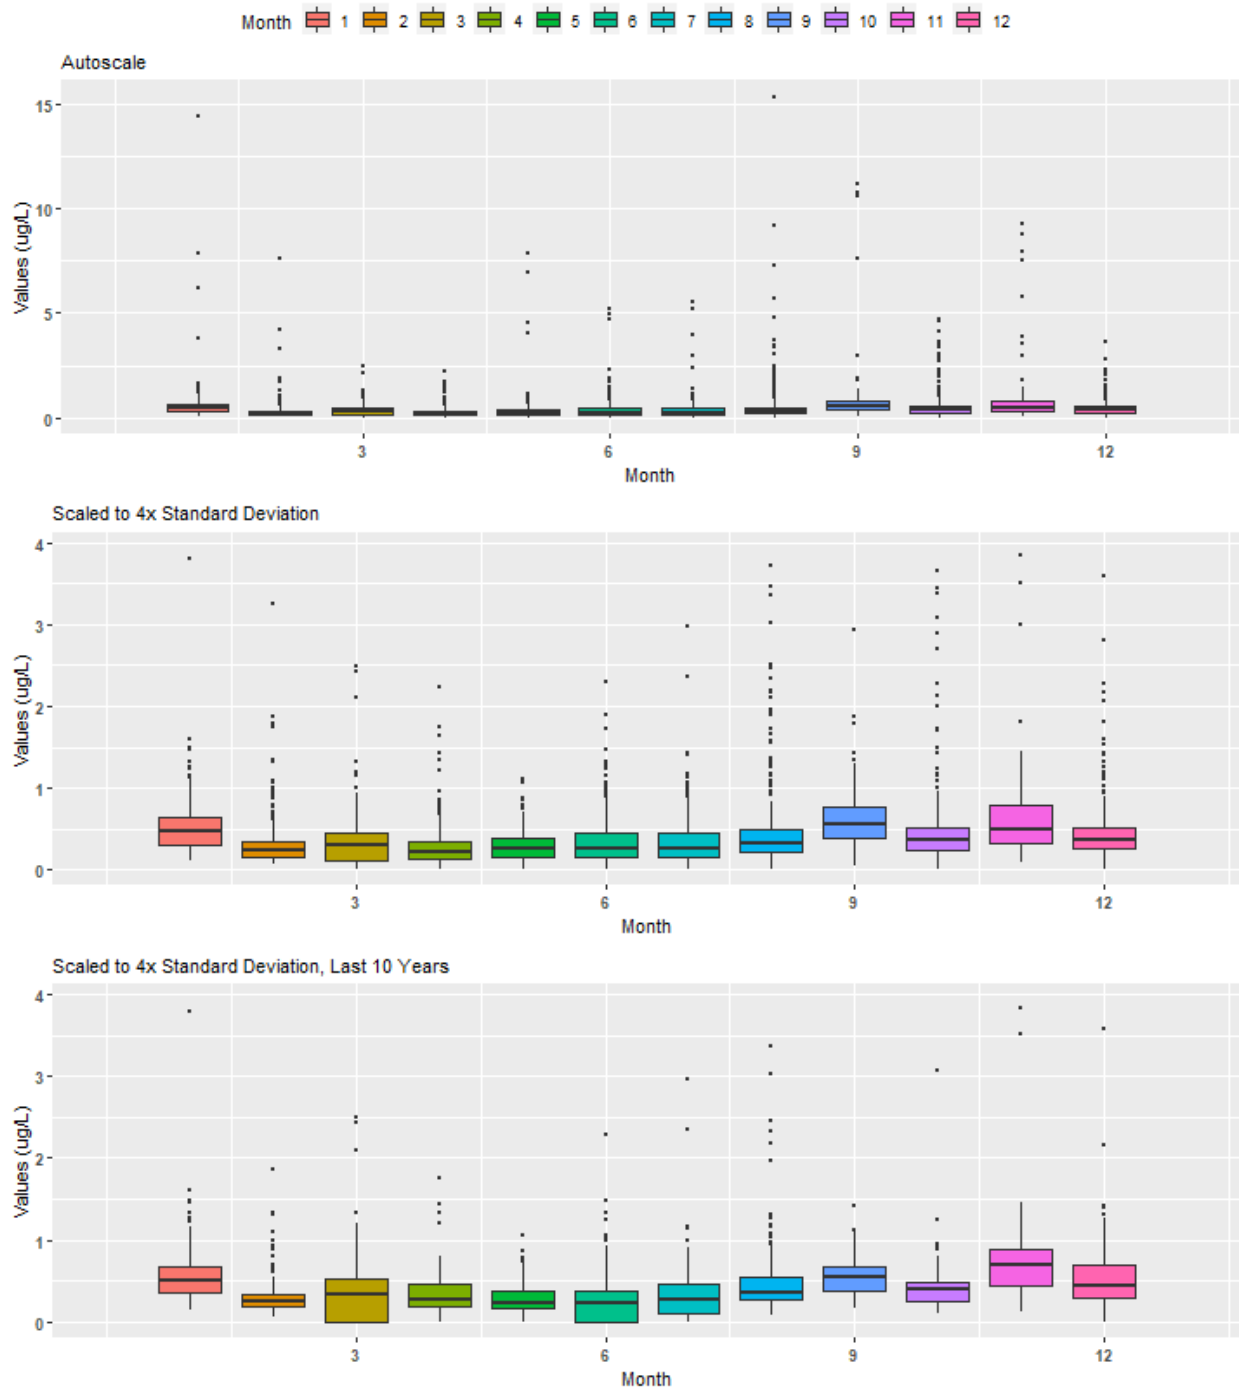 Month 1 2 3 4 5 6 7 8 9 10 11 12
Autoscale
Values (ug/L)
15
10
5
0
3 6 9 12
Month
Scaled to 4x Standard Deviation
Values (ug/L)
4
3
2
1
0
3 6 9 12
Month
Scaled to 4x Standard Deviation, Last 10 Years
Values (ug/L)
4
3
2
1
0
3 6 9 12
Month